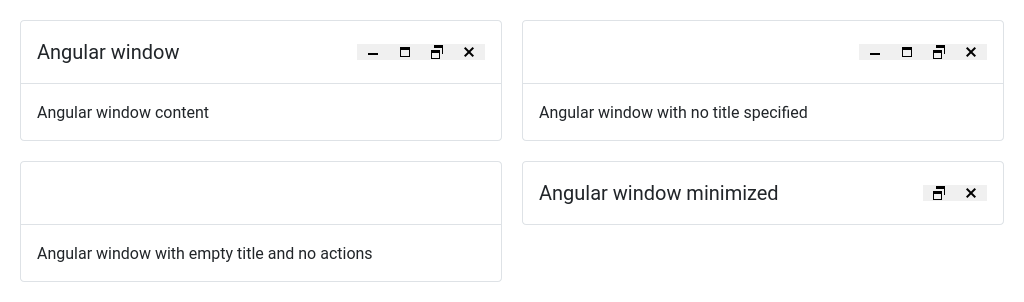 Angular window
Angular window content
Angular window with no title specified
Angular window with empty title and no actions
Angular window minimized